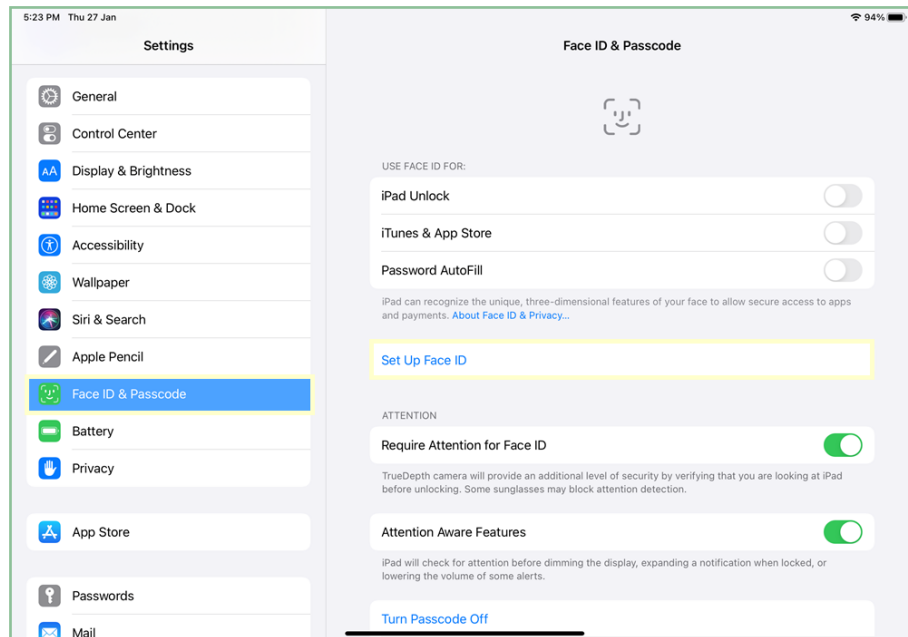 5:23 PM Thu 27 Jan
94%
Settings
General
Control Center
AA
Display & Brightness
Home Screen & Dock
Accessibility
Wallpaper
Siri & Search
Apple Pencil
Face ID & Passcode
Battery
Privacy
App Store
Passwords
Mail
Face ID & Passcode
USE FACE ID FOR:
iPad Unlock
iTunes & App Store
Password AutoFill
iPad can recognize the unique, three-dimensional features of your face to allow secure access to apps
and payments. About Face ID & Privacy...
Set Up Face ID
ATTENTION
Require Attention for Face ID
TrueDepth camera will provide an additional level of security by verifying that you are looking at iPad
before unlocking. Some sunglasses may block attention detection.
Attention Aware Features
iPad will check for attention before dimming the display, expanding a notification when locked, or
lowering the volume of some alerts.
Turn Passcode Off